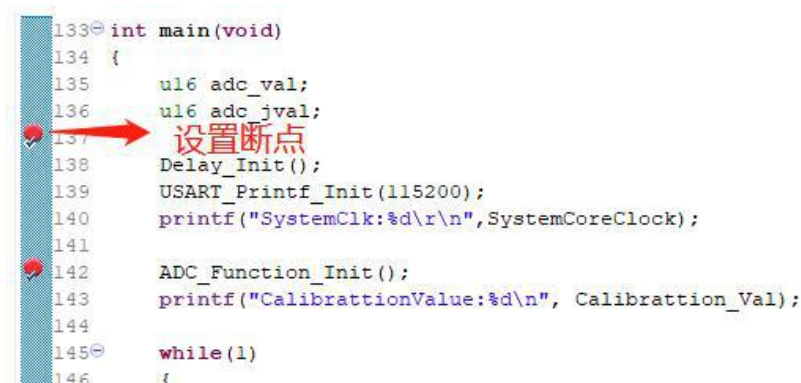 133 int main(void)
134 {
135 u16 adc_val;
136 u16 adc_jval;
137 设置断点
138 Delay_Init();
139 USART_Printf_Init(115200);
140 printf("SystemClk:%d\r\n",SystemCoreClock);
141
142 ADC_Function_Init();
143 printf("CalibrattionValue:%d\n", Calibrattion_Val);
144
145 while(1)
146 {